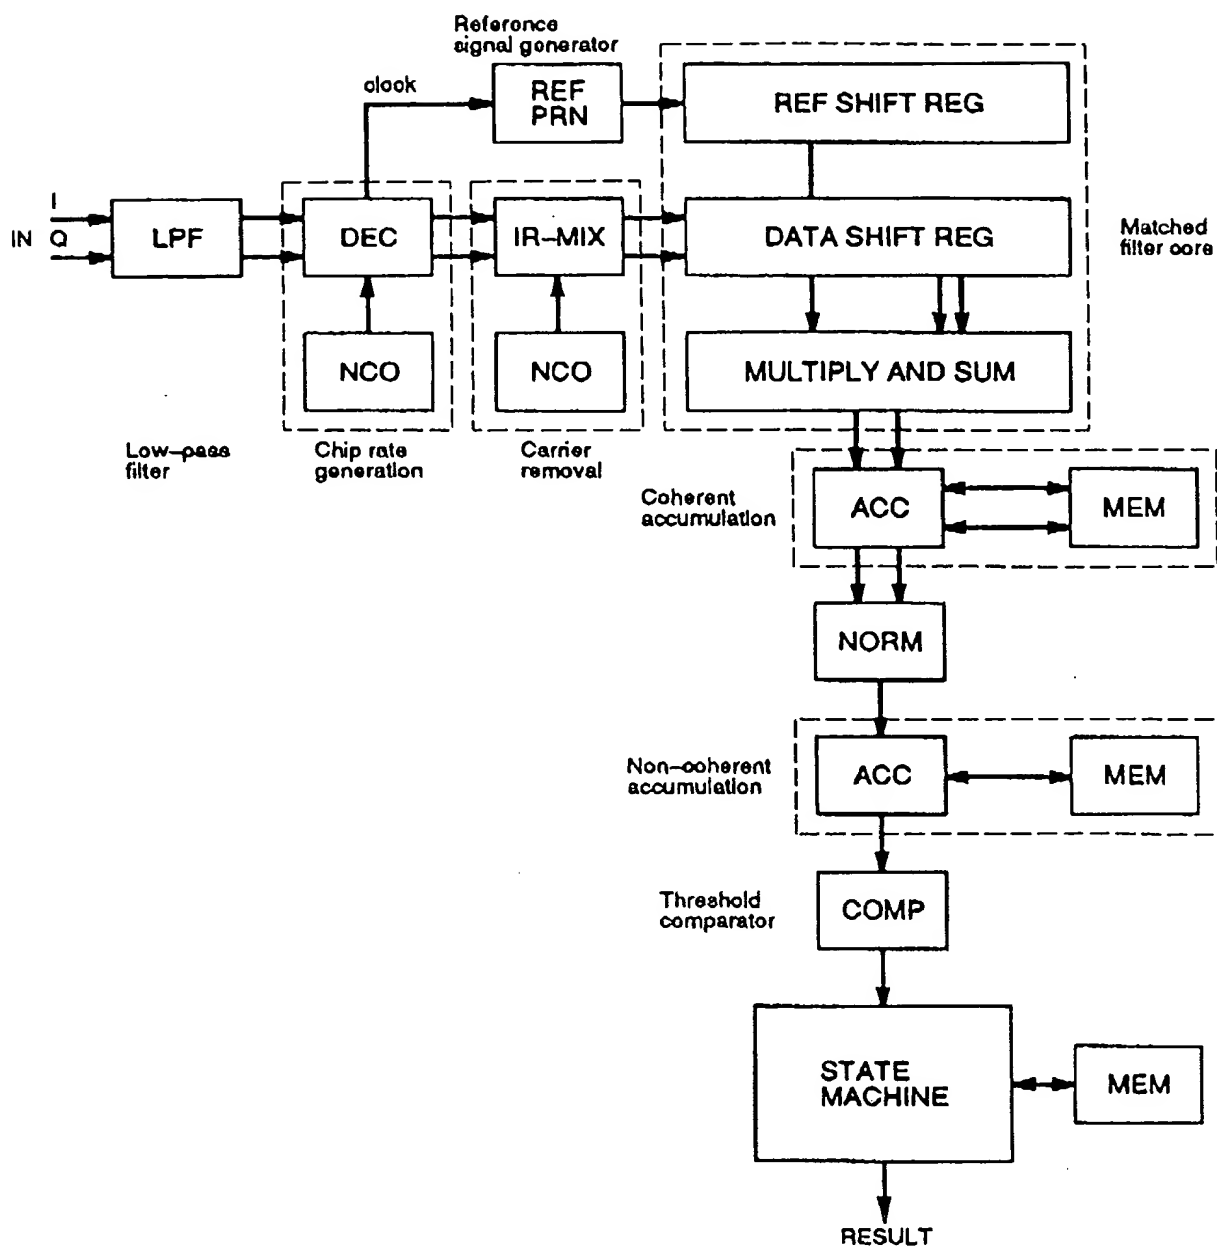 Reference
signal generator
clock
REF
PRN
REF SHIFT REG
I
IN Q
LPF
DEC
IR-MIX
DATA SHIFT REG
Matched
filter core
NCO
NCO
MULTIPLY AND SUM
Low-pass
filter
Chip rate
generation
Carrier
removal
Coherent
accumulation
ACC
MEM
NORM
Non-coherent
accumulation
ACC
MEM
Threshold
comparator
COMP
STATE
MACHINE
MEM
RESULT